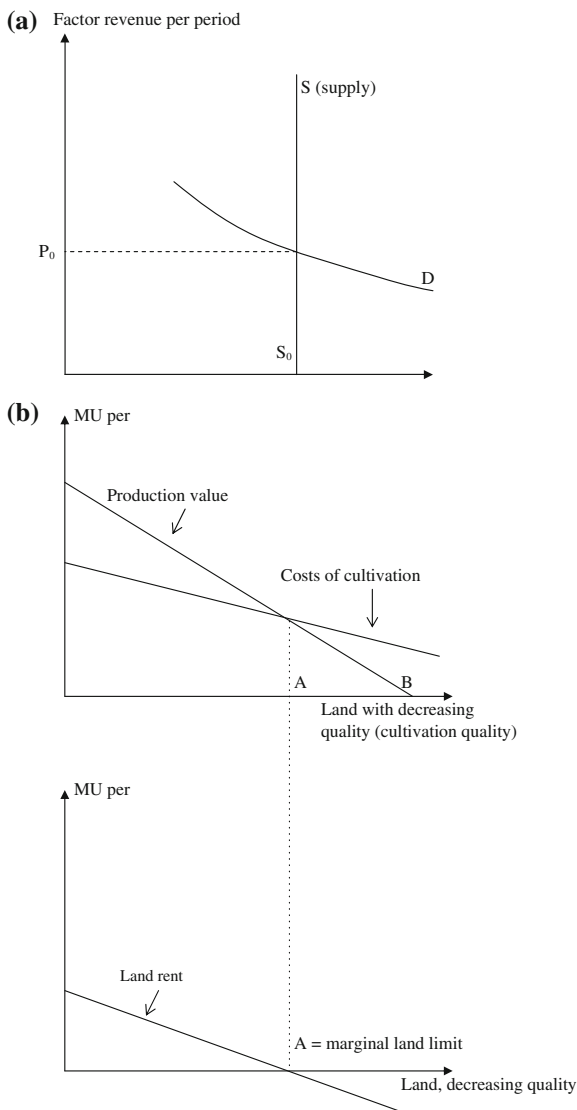 (a) Factor revenue per period
S (supply)
P₀
D
S₀
(b) MU per
Production value
Costs of cultivation
A
B
Land with decreasing
quality (cultivation quality)
MU per
Land rent
A = marginal land limit
Land, decreasing quality